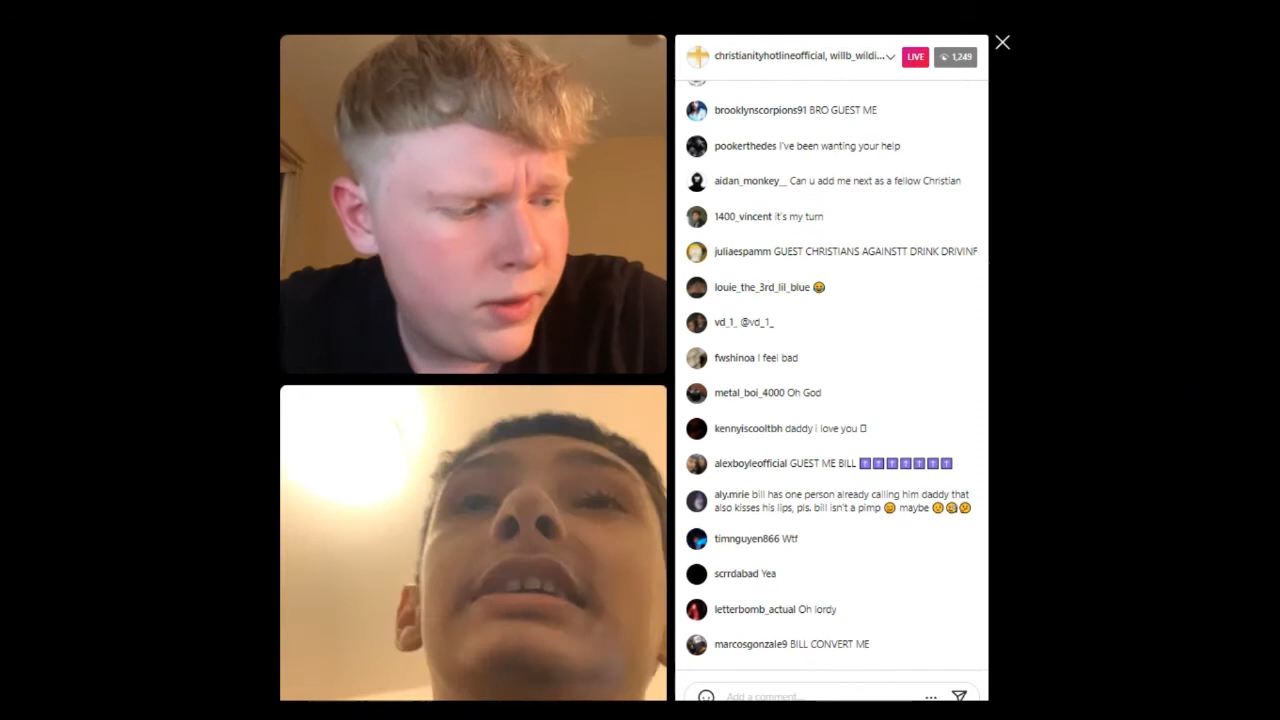 christianityhotlineofficial, willb_wildi...
LIVE
1,249
brooklynscorpions91 BRO GUEST ME
pookerthedes I've been wanting your help
aidan_monkey__ Can u add me next as a fellow Christian
1400_vincent it's my turn
juliaespamm GUEST CHRISTIANS AGAINSTT DRINK DRIVINF
louie_the_3rd_lil_blue 😂
vd_1_ @vd_1_
fwshinoa I feel bad
metal_boi_4000 Oh God
kennyiscooltbh daddy i love you
alexboyleofficial GUEST ME BILL ✝️✝️✝️✝️✝️✝️✝️
aly.mrie bill has one person already calling him daddy that
also kisses his lips, pls. bill isn't a pimp maybe
timnguyen866 Wtf
scrrdabad Yea
letterbomb_actual Oh lordy
marcosgonzale9 BILL CONVERT ME
Add a comment...